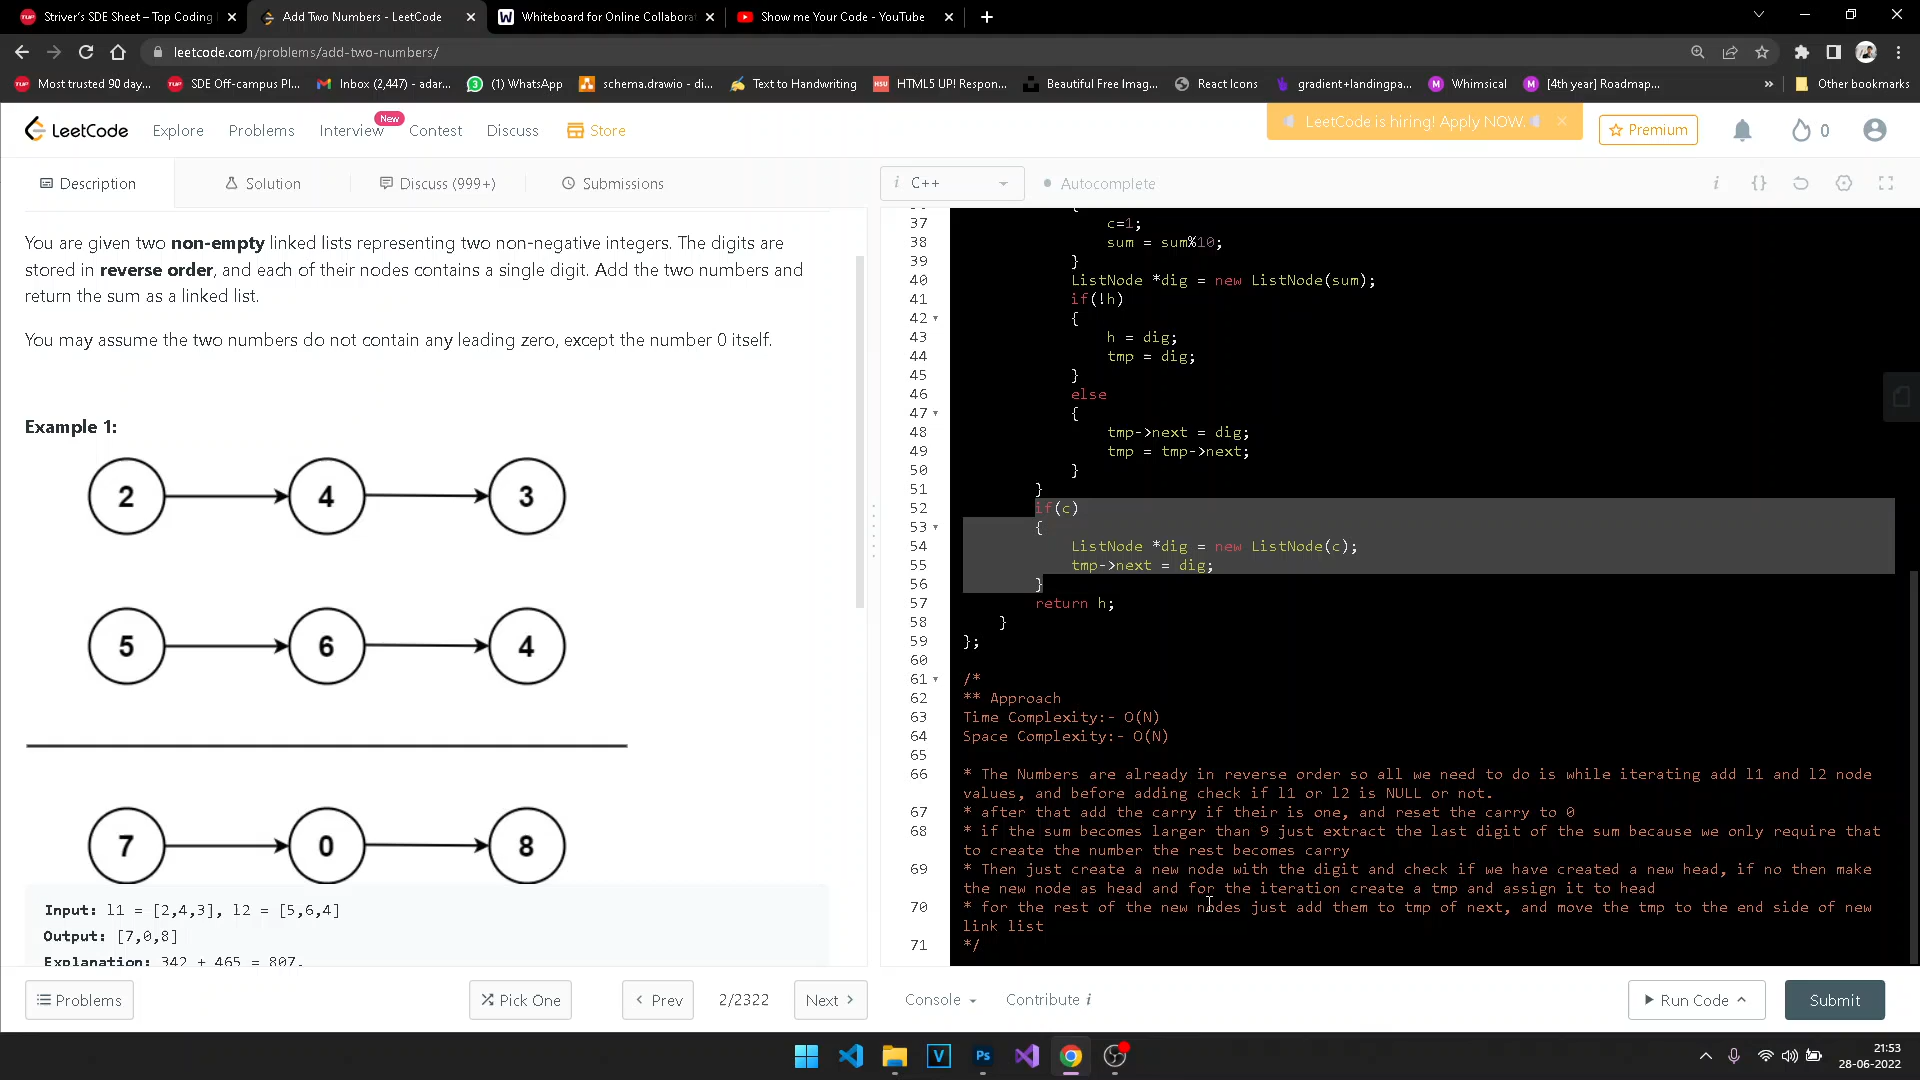 Striver's SDE Sheet – Top Coding
Add Two Numbers - LeetCode
Whiteboard for Online Collabora
Show me Your Code - YouTube
leetcode.com/problems/add-two-numbers/
Most trusted 90 day...
SDE Off-campus Pl...
Inbox (2,447) - adar...
(1) WhatsApp
schema.drawio - di...
Text to Handwriting
HTML5 UP! Respon...
Beautiful Free Imag...
React Icons
gradient+landingpa...
Whimsical
[4th year] Roadmap...
»
Other bookmarks
LeetCode
Explore
Problems
Interview
New
Contest
Discuss
Store
LeetCode is hiring! Apply NOW.
Premium
0
Description
Solution
Discuss (999+)
Submissions
i C++
Autocomplete
You are given two non-empty linked lists representing two non-negative integers. The digits are
stored in reverse order, and each of their nodes contains a single digit. Add the two numbers and
return the sum as a linked list.
You may assume the two numbers do not contain any leading zero, except the number 0 itself.
Example 1:
2 4 3
5 6 4
7 0 8
Input: l1 = [2,4,3], l2 = [5,6,4]
Output: [7,0,8]
Explanation: 342 + 465 = 807.
37 c=1;
38 sum = sum%10;
39 }
40 ListNode *dig = new ListNode(sum);
41 if(!h)
42 {
43 h = dig;
44 tmp = dig;
45 }
46 else
47 {
48 tmp->next = dig;
49 tmp = tmp->next;
50 }
51 }
52 if(c)
53 {
54 ListNode *dig = new ListNode(c);
55 tmp->next = dig;
56 }
57 return h;
58 }
59 };
60
61 /*
62 ** Approach
63 Time Complexity:- O(N)
64 Space Complexity:- O(N)
65
66 * The Numbers are already in reverse order so all we need to do is while iterating add l1 and l2 node
values, and before adding check if l1 or l2 is NULL or not.
67 * after that add the carry if their is one, and reset the carry to 0
68 * if the sum becomes larger than 9 just extract the last digit of the sum because we only require that
to create the number the rest becomes carry
69 * Then just create a new node with the digit and check if we have created a new head, if no then make
the new node as head and for the iteration create a tmp and assign it to head
70 * for the rest of the new nodes just add them to tmp of next, and move the tmp to the end side of new
link list
71 */
Problems
Pick One
Prev
2/2322
Next
Console
Contribute i
Run Code
Submit
21:53
28-06-2022